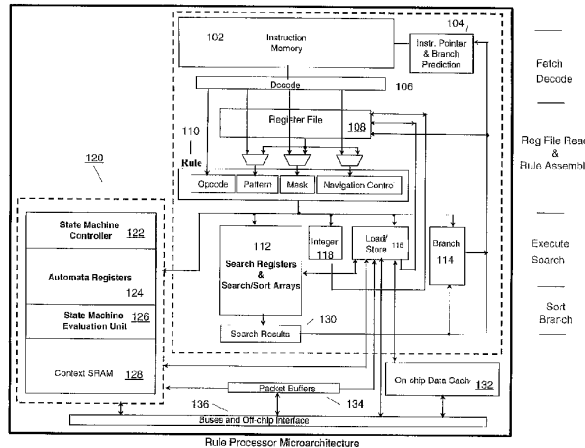 102
Instruction
Memory
104
Instr. Pointer
& Branch
Prediction
Fetch
Decode
Decode
106
Register File
108
110
Rule
Reg File Read
&
Rule Assembl
120
Opcode
Pattern
Mask
Navigation Contro
State Machine
Controller
122
Automata Registers
124
State Machine
Evaluation Unit
126
Context SRAM
128
112
Search Registers
&
Search/Sort Arrays
Integer
118
Load/
Store
116
Branch
114
Execute
Search
130
Search Results
Sort
Branch
Packet Buffers
134
On-chip Data Cach
132
136
Buses and Off-chip Interface
Rule Processor Microarchitecture